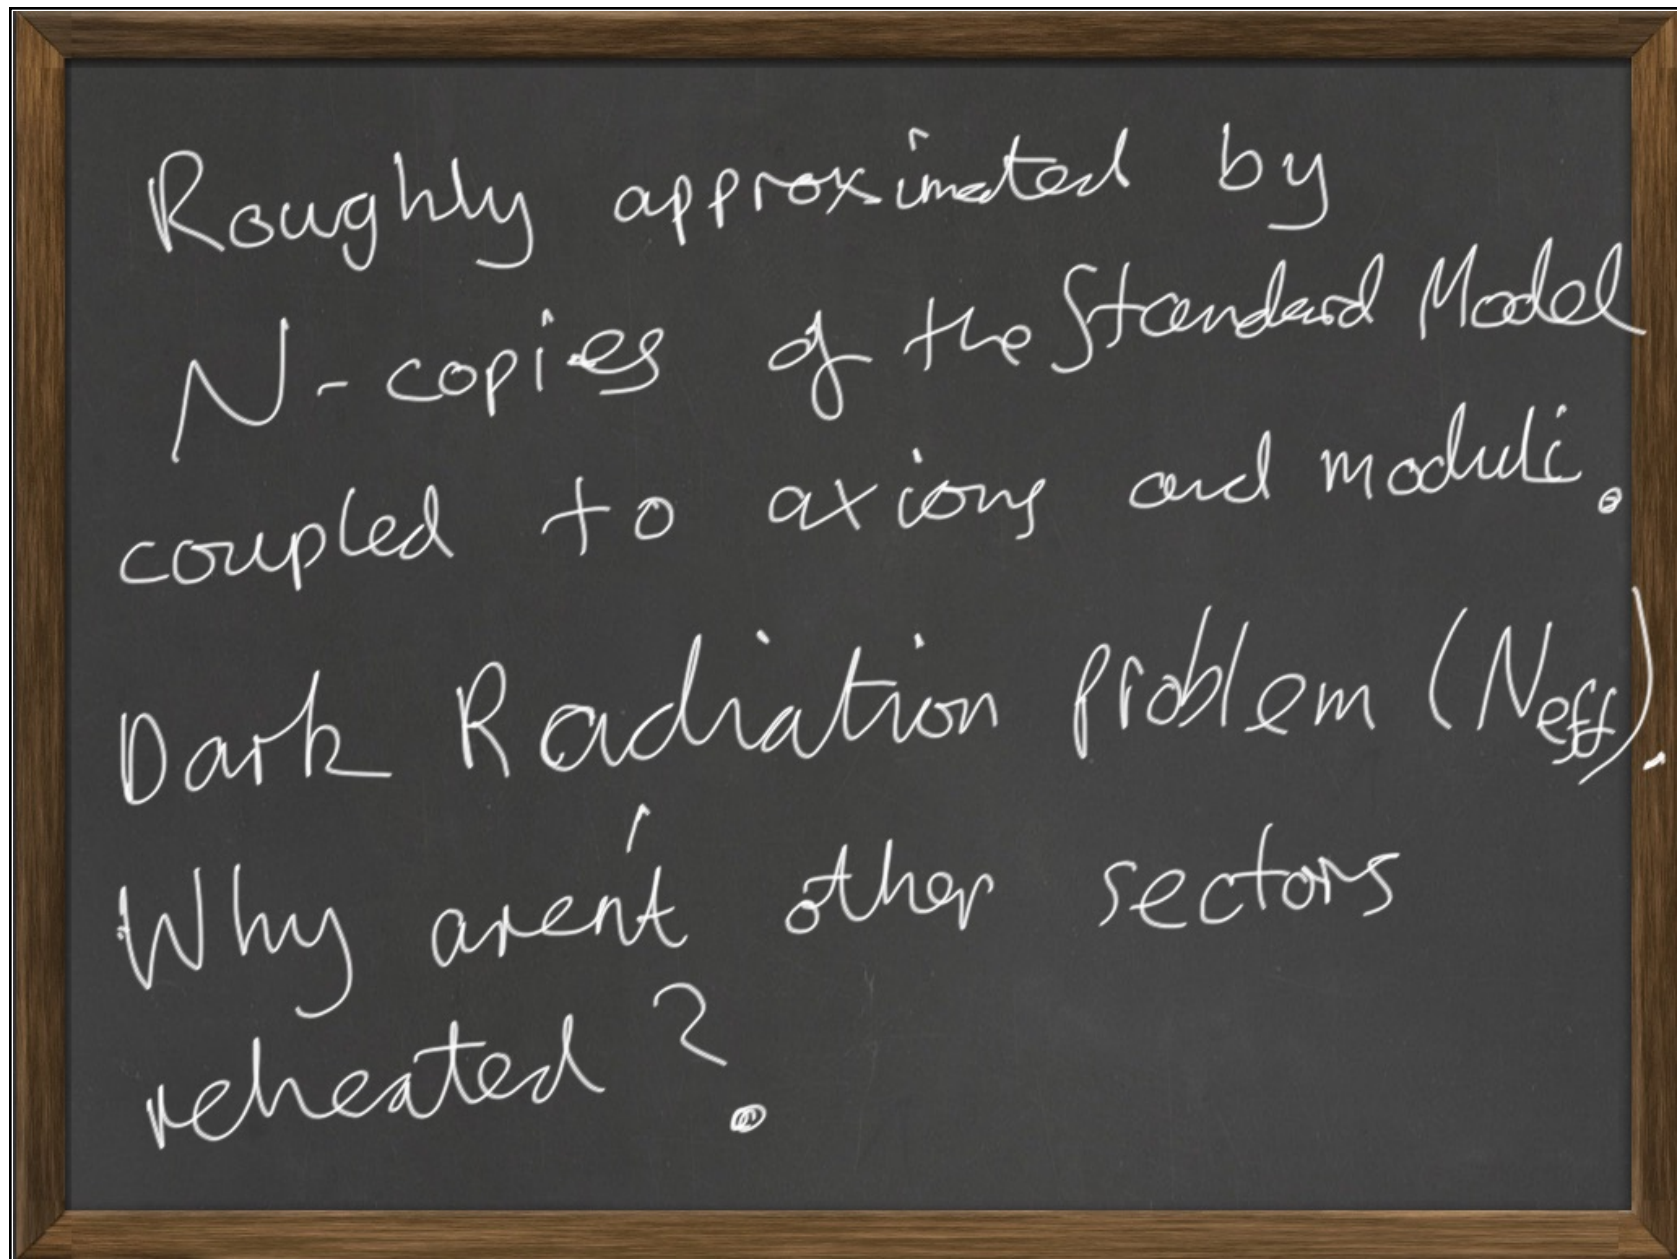 Roughly approximated by
N-copies of the Standard Model
coupled to axions and moduli.
Dark Radiation problem (Neff).
Why aren't other sectors
reheated?